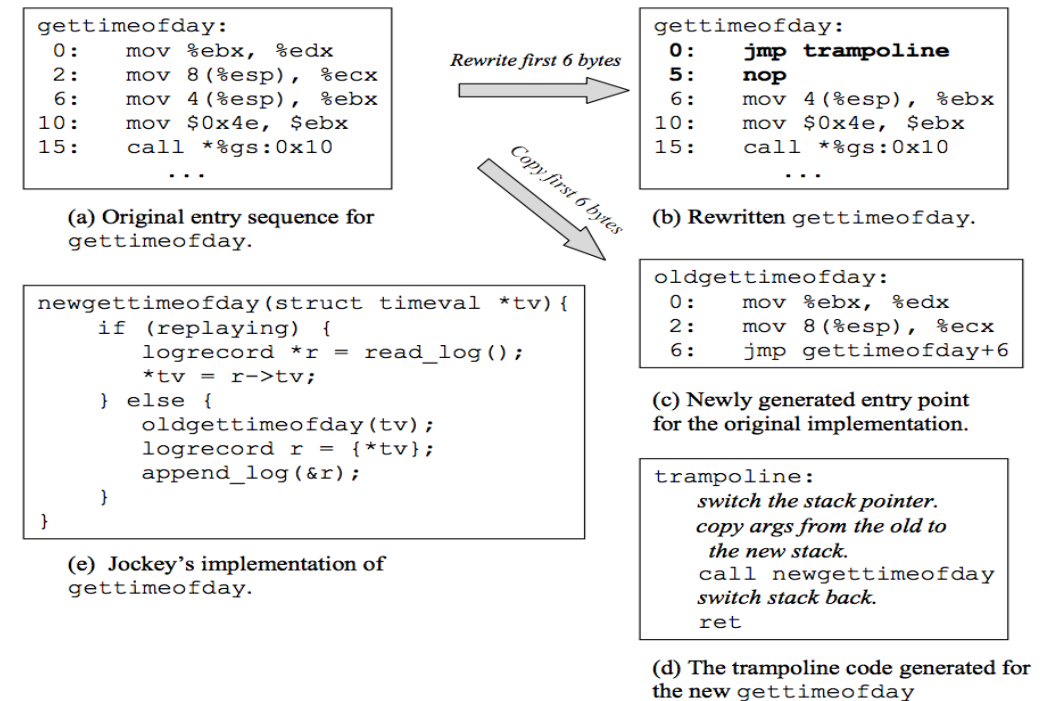 gettimeofday:
0: mov %ebx, %edx
2: mov 8(%esp), %ecx
6: mov 4(%esp), %ebx
10: mov $0x4e, $ebx
15: call *%gs:0x10
...
(a) Original entry sequence for
gettimeofday.
Rewrite first 6 bytes
Copy first 6 bytes
gettimeofday:
0: jmp trampoline
5: nop
6: mov 4(%esp), %ebx
10: mov $0x4e, $ebx
15: call *%gs:0x10
...
(b) Rewritten gettimeofday.
oldgettimeofday:
0: mov %ebx, %edx
2: mov 8(%esp), %ecx
6: jmp gettimeofday+6
(c) Newly generated entry point
for the original implementation.
newgettimeofday(struct timeval *tv){
if (replaying) {
logrecord *r = read_log();
*tv = r->tv;
} else {
oldgettimeofday(tv);
logrecord r = {*tv};
append_log(&r);
}
}
(e) Jockey’s implementation of
gettimeofday.
trampoline:
switch the stack pointer.
copy args from the old to
the new stack.
call newgettimeofday
switch stack back.
ret
(d) The trampoline code generated for
the new gettimeofday